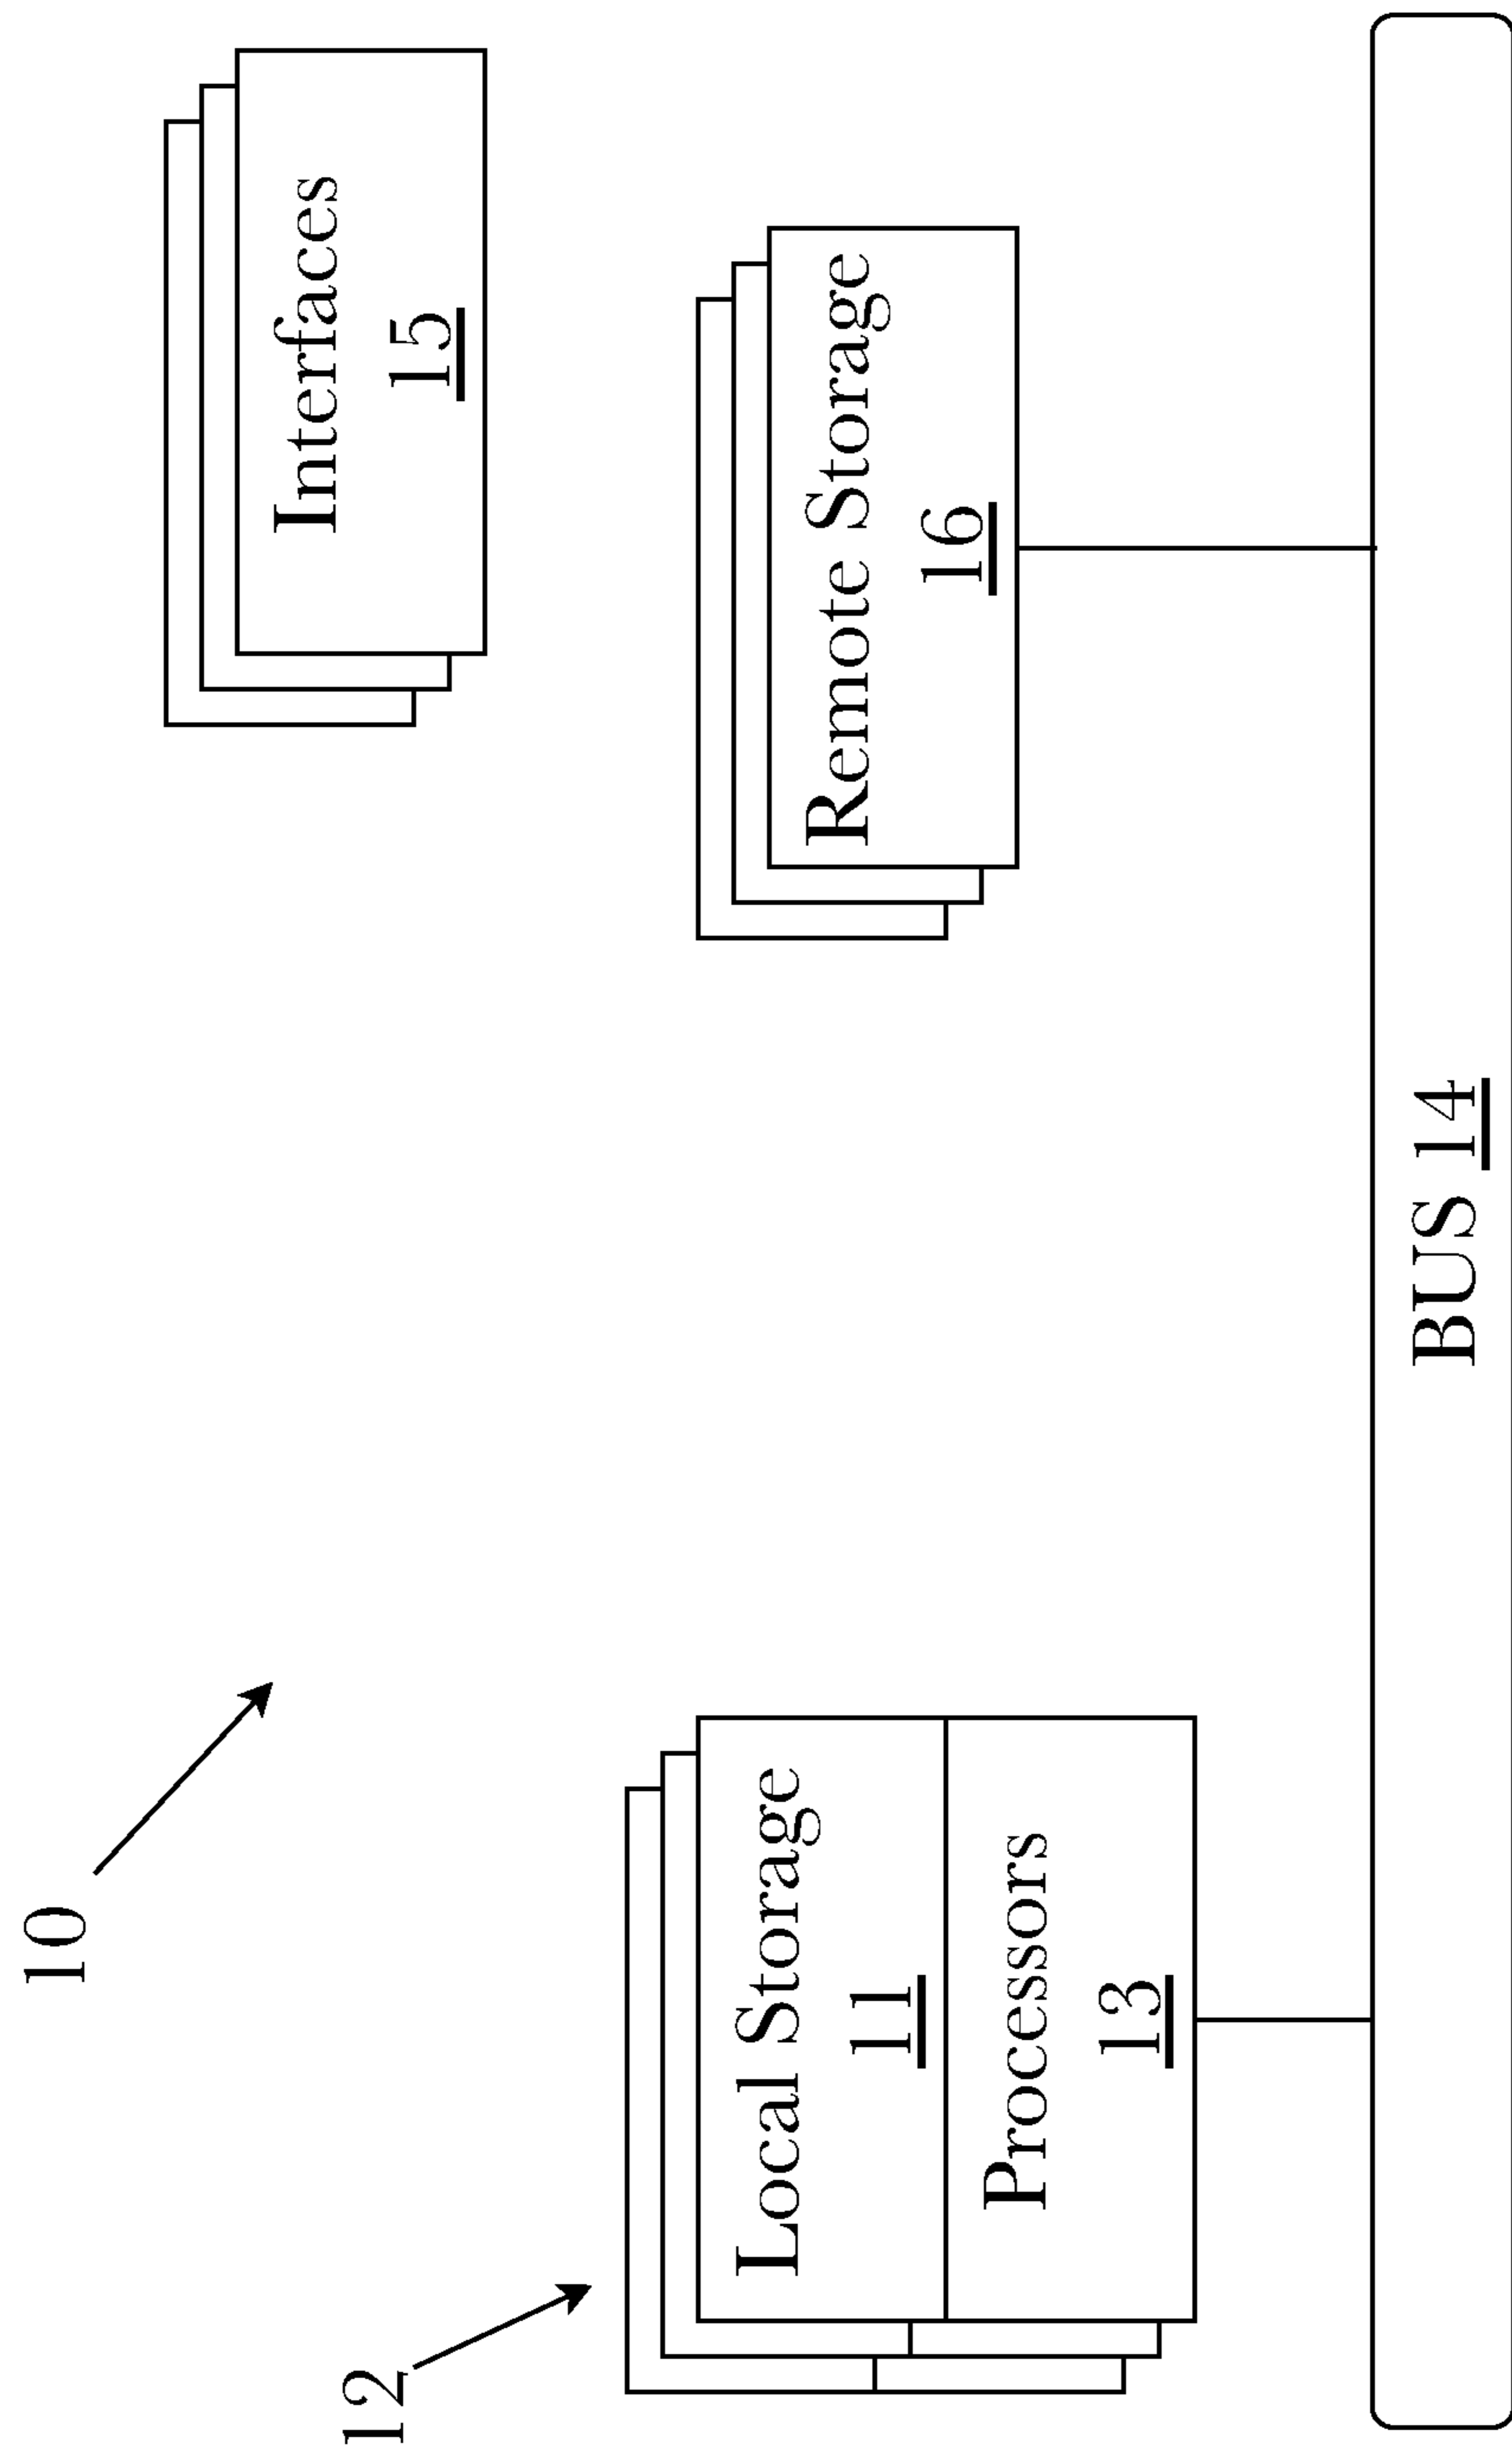 10
12
Interfaces
15
Local Storage
11
Remote Storage
16
Processors
13
BUS 14